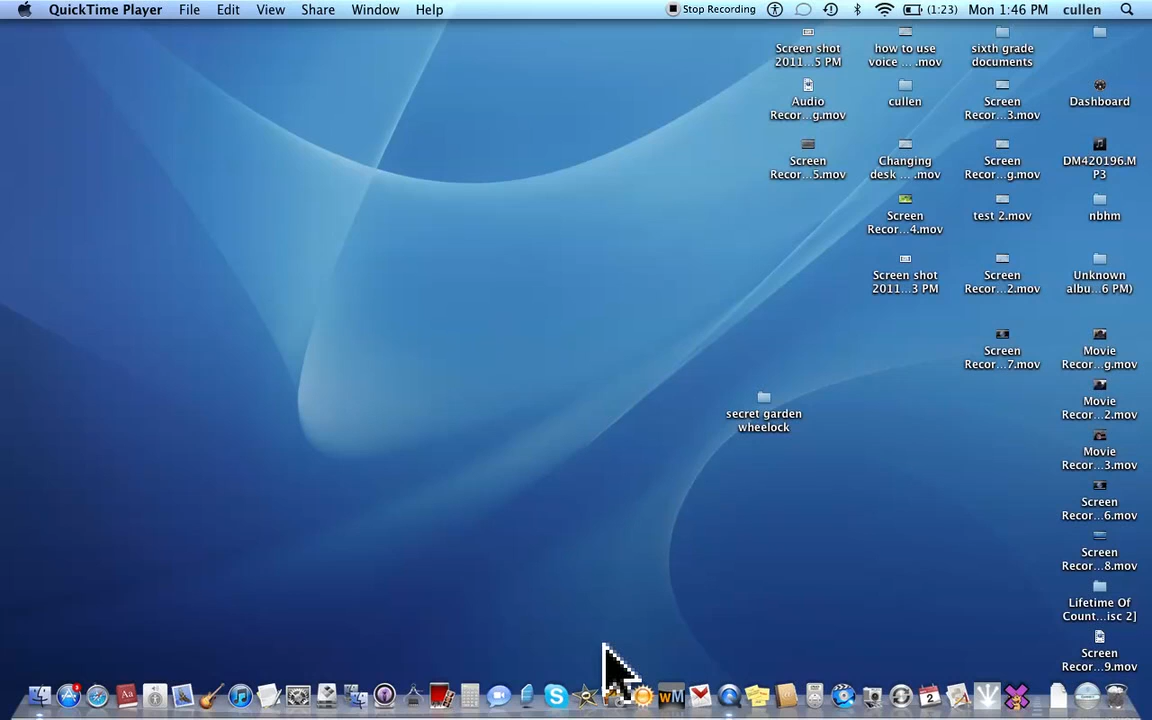 QuickTime Player File Edit View Share Window Help Stop Recording (1:23) Mon 1:46 PM cullen
Screen shot
2011...5 PM
how to use
voice ... .mov
sixth grade
documents
Audio
Recor...g.mov
cullen
Screen
Recor...3.mov
Dashboard
Screen
Recor...5.mov
Changing
desk ... .mov
Screen
Recor...g.mov
DM420196.M
P3
Screen
Recor...4.mov
test 2.mov
nbhm
Screen shot
2011...3 PM
Screen
Recor...2.mov
Unknown
albu...6 PM)
Screen
Recor...7.mov
Movie
Recor...g.mov
secret garden
wheelock
Movie
Recor...2.mov
Movie
Recor...3.mov
Screen
Recor...6.mov
Screen
Recor...8.mov
Lifetime Of
Count...isc 2]
Screen
Recor...9.mov
Aa
wM
2